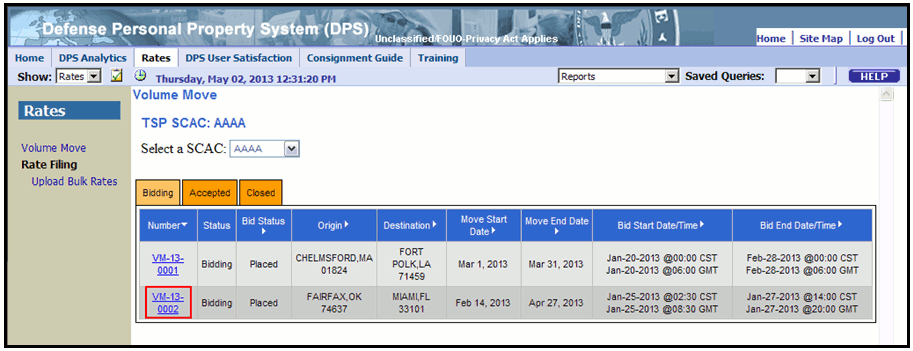 Defense Personal Property System (DPS)
Unclassified/FOUO-Privacy Act Applies
Home | Site Map | Log Out
Home DPS Analytics Rates DPS User Satisfaction Consignment Guide Training
Show: Rates Thursday, May 02, 2013 12:31:20 PM Reports Saved Queries: HELP
Rates
Volume Move
Rate Filing
Upload Bulk Rates
Volume Move
TSP SCAC: AAAA
Select a SCAC: AAAA
Bidding Accepted Closed
Number Status Bid Status Origin Destination Move Start Date Move End Date Bid Start Date/Time Bid End Date/Time
VM-13-0001 Bidding Placed CHELMSFORD,MA 01824 FORT POLK,LA 71459 Mar 1, 2013 Mar 31, 2013 Jan-20-2013 @00:00 CST Jan-20-2013 @06:00 GMT Feb-28-2013 @00:00 CST Feb-28-2013 @06:00 GMT
VM-13-0002 Bidding Placed FAIRFAX,OK 74637 MIAMI,FL 33101 Feb 14, 2013 Apr 27, 2013 Jan-25-2013 @02:30 CST Jan-25-2013 @08:30 GMT Jan-27-2013 @14:00 CST Jan-27-2013 @20:00 GMT